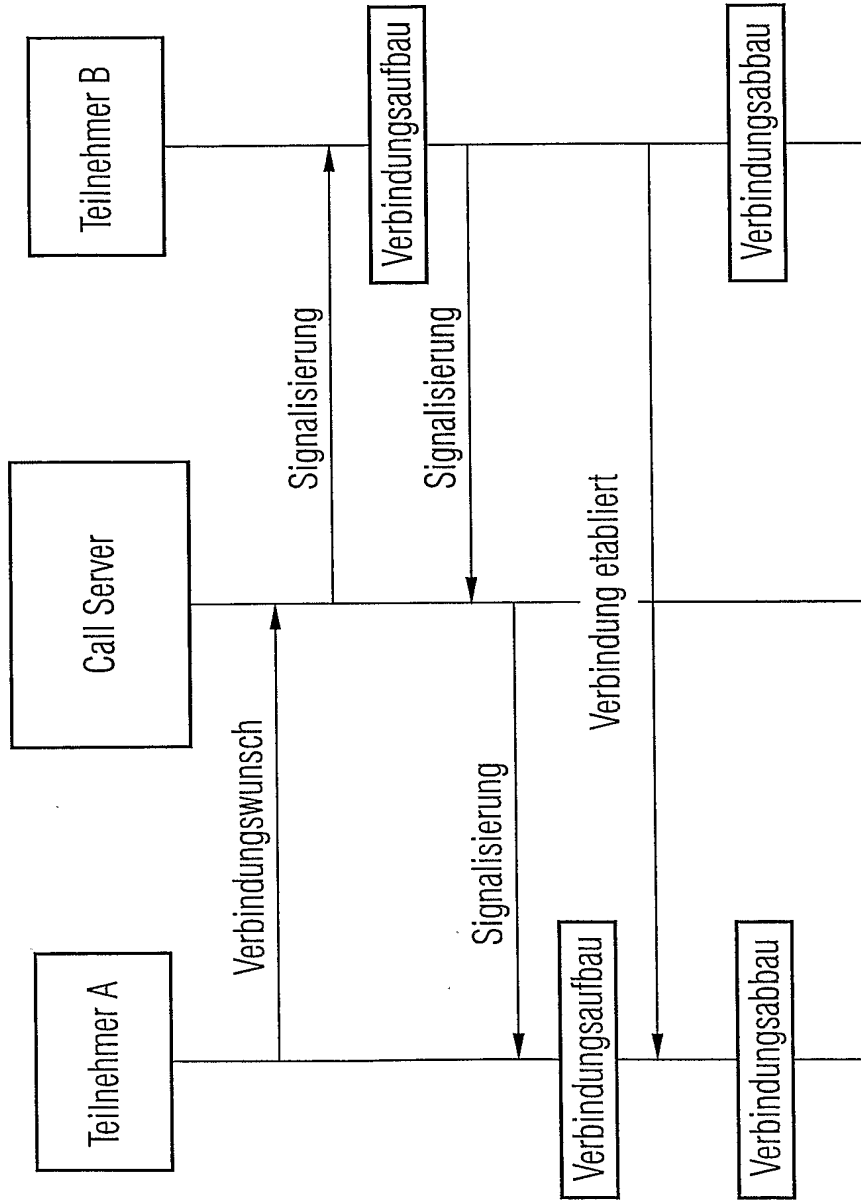 Teilnehmer A
Call Server
Teilnehmer B
Verbindungswunsch
Signalisierung
Verbindungsaufbau
Signalisierung
Signalisierung
Verbindungsaufbau
Verbindung etabliert
Verbindungsabbau
Verbindungsabbau